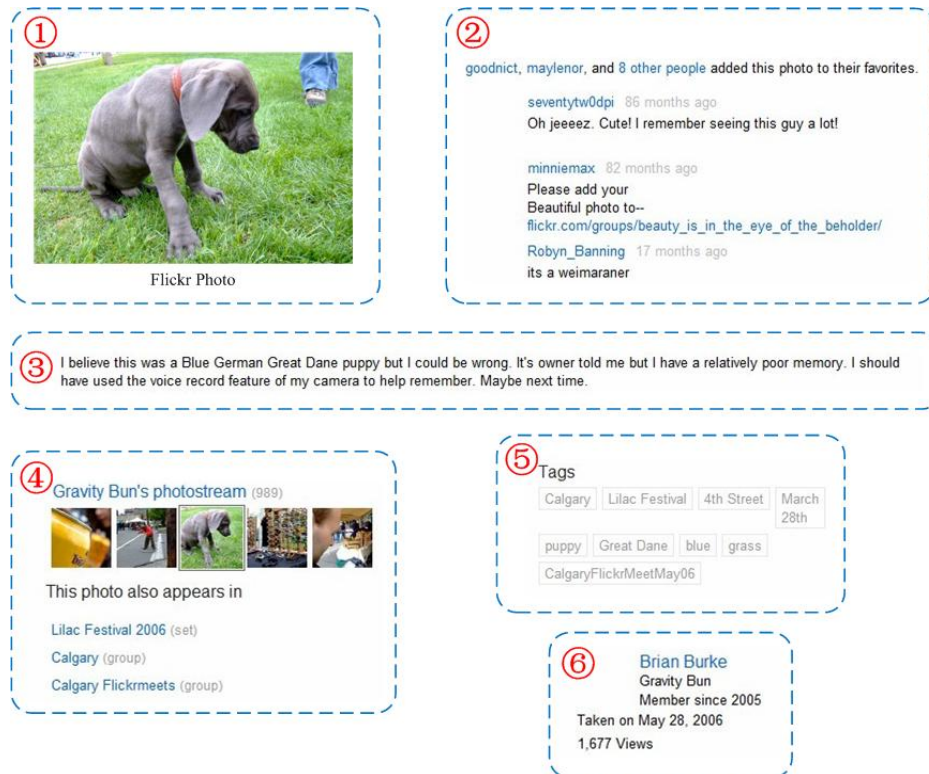 ①
Flickr Photo
②
goodnict, maylenor, and 8 other people added this photo to their favorites.
seventytw0dpi 86 months ago
Oh jeeeez. Cute! I remember seeing this guy a lot!
minniemax 82 months ago
Please add your
Beautiful photo to--
flickr.com/groups/beauty_is_in_the_eye_of_the_beholder/
Robyn_Banning 17 months ago
its a weimaraner
③
I believe this was a Blue German Great Dane puppy but I could be wrong. It's owner told me but I have a relatively poor memory. I should
have used the voice record feature of my camera to help remember. Maybe next time.
④
Gravity Bun's photostream (989)
This photo also appears in
Lilac Festival 2006 (set)
Calgary (group)
Calgary Flickrmeets (group)
⑤
Tags
Calgary Lilac Festival 4th Street March
28th
puppy Great Dane blue grass
CalgaryFlickrMeetMay06
⑥
Brian Burke
Gravity Bun
Member since 2005
Taken on May 28, 2006
1,677 Views